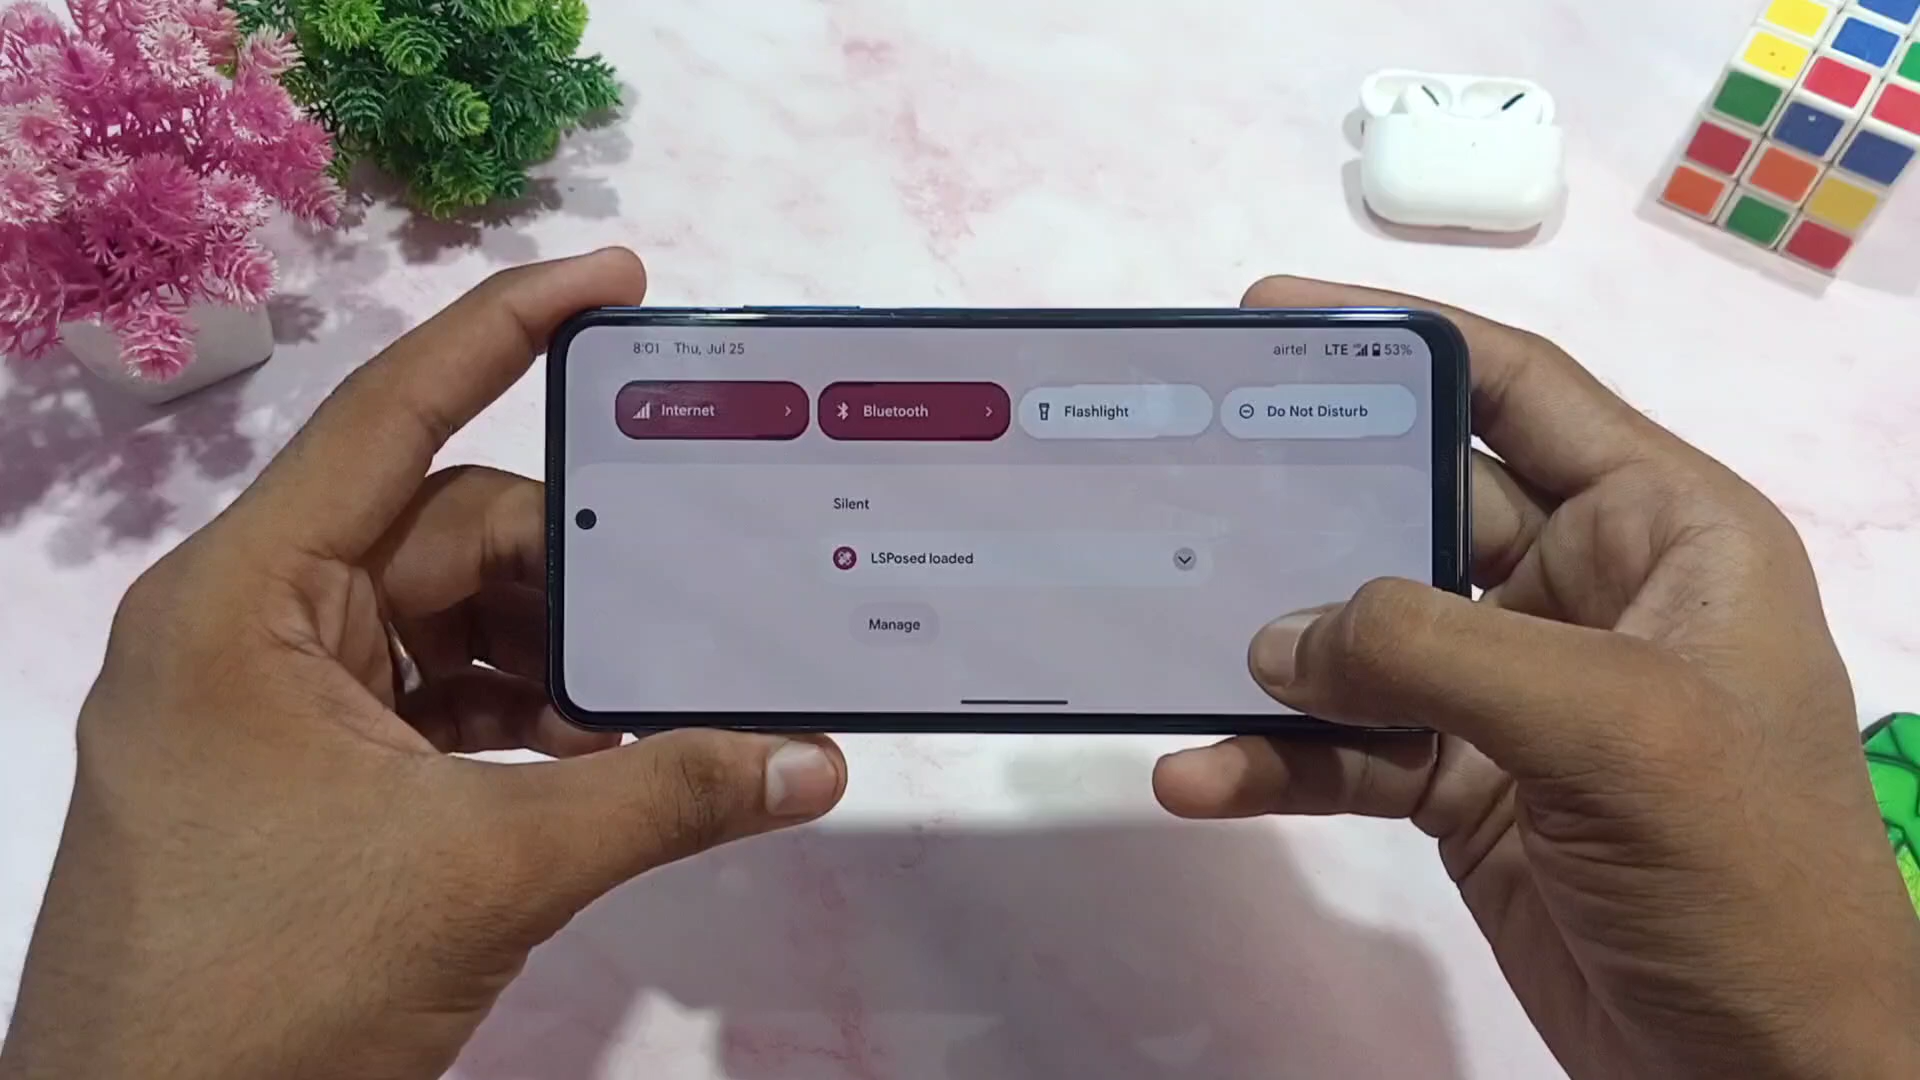 8:01 Thu, Jul 25 airtel LTE 53%
Internet Bluetooth Flashlight Do Not Disturb
Silent
LSPosed loaded
Manage